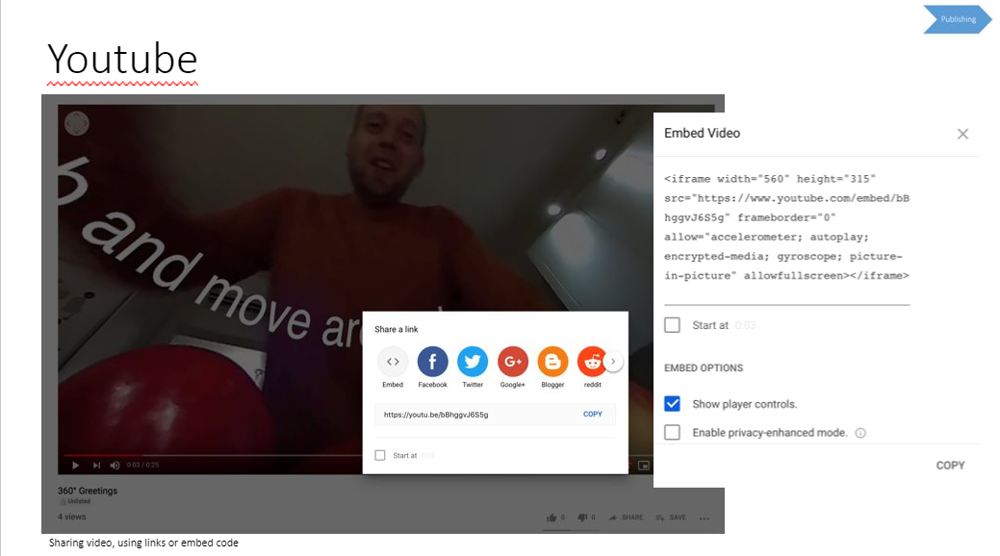 Publishing
Youtube
b
and move
Share a link
Embed
Facebook
Twitter
G+
Google+
Blogger
reddit
https://youtu.be/bBhggvJ6S5g
COPY
Start at 0:03
0:03 / 0:25
360° Greetings
Unlisted
4 views
0
0
SHARE
SAVE
Embed Video
<iframe width="560" height="315"
src="https://www.youtube.com/embed/bB
hggvJ6S5g" frameborder="0"
allow="accelerometer; autoplay;
encrypted-media; gyroscope; picture-
in-picture" allowfullscreen></iframe>
Start at 0:03
EMBED OPTIONS
Show player controls.
Enable privacy-enhanced mode.
COPY
Sharing video, using links or embed code